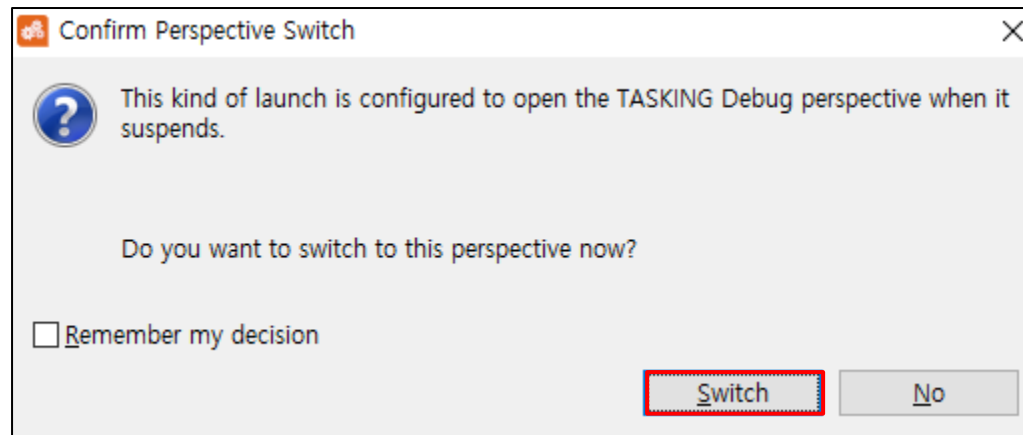 Confirm Perspective Switch
This kind of launch is configured to open the TASKING Debug perspective when it
suspends.
Do you want to switch to this perspective now?
Remember my decision
Switch
No